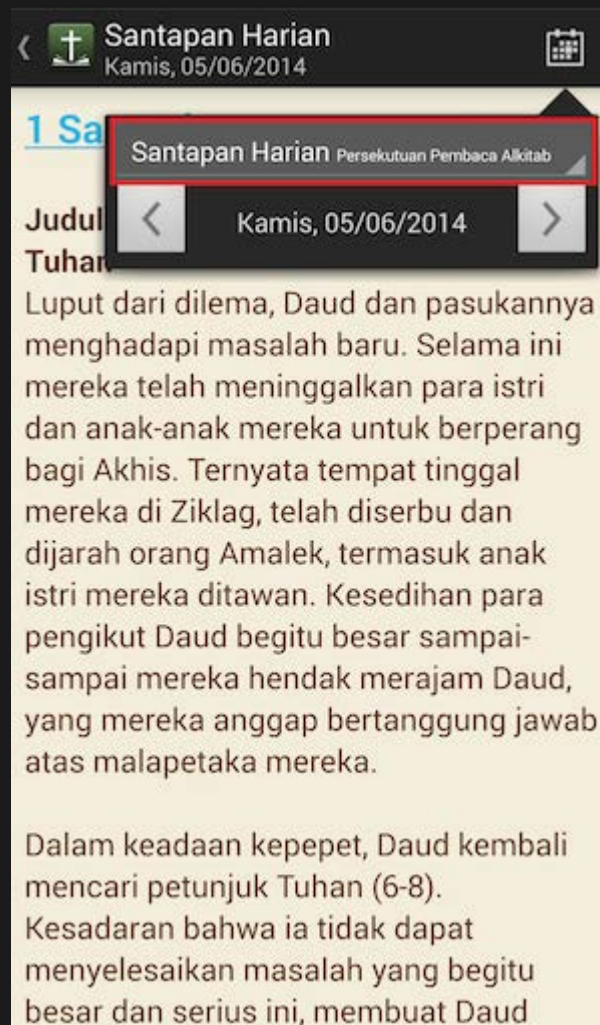 Santapan Harian
Kamis, 05/06/2014
1 Sa
Santapan Harian Persekutuan Pembaca Alkitab
Kamis, 05/06/2014
Judul
Tuhan
Luput dari dilema, Daud dan pasukannya
menghadapi masalah baru. Selama ini
mereka telah meninggalkan para istri
dan anak-anak mereka untuk berperang
bagi Akhis. Ternyata tempat tinggal
mereka di Ziklag, telah diserbu dan
dijarah orang Amalek, termasuk anak
istri mereka ditawan. Kesedihan para
pengikut Daud begitu besar sampai-
sampai mereka hendak merajam Daud,
yang mereka anggap bertanggung jawab
atas malapetaka mereka.
Dalam keadaan kepepet, Daud kembali
mencari petunjuk Tuhan (6-8).
Kesadaran bahwa ia tidak dapat
menyelesaikan masalah yang begitu
besar dan serius ini, membuat Daud